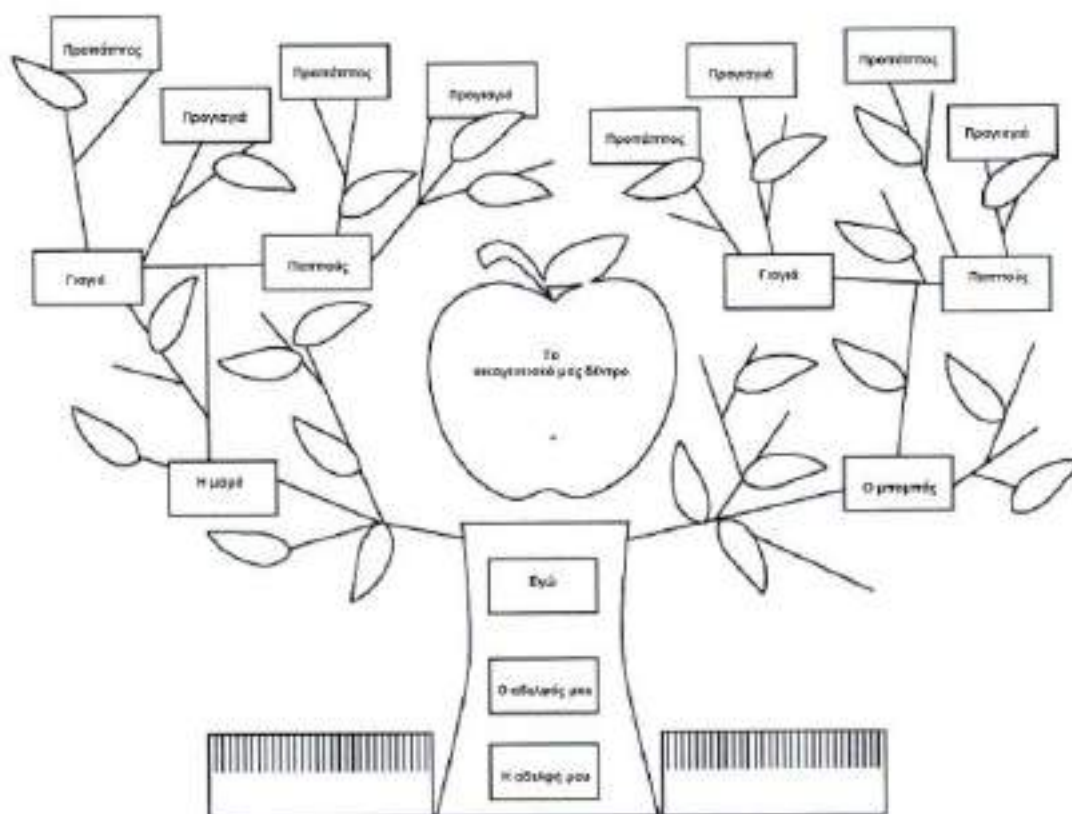 Προπάππος
Προγιαγιά
Προπάππος
Προγιαγιά
Προπάππος
Προγιαγιά
Προπάππος
Προγιαγιά
Γιαγιά
Παππούς
Γιαγιά
Παππούς
Το
οικογενειακό μας δέντρο
Η μαμά
Ο μπαμπάς
Εγώ
Ο αδελφός μου
Η αδελφή μου